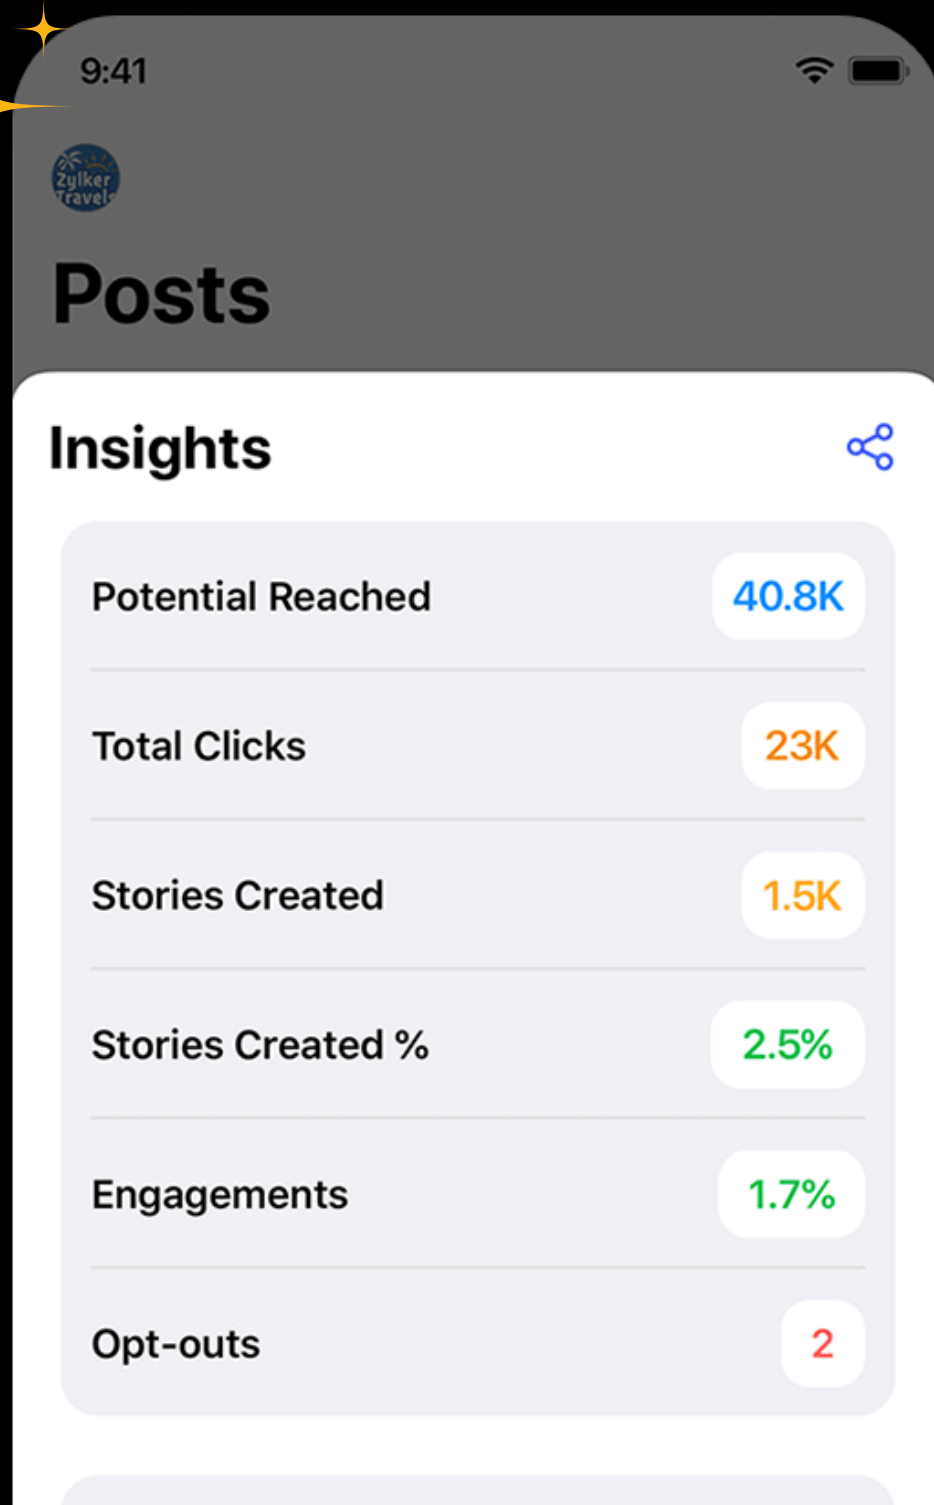 9:41
Zylker
Travels
Posts
Insights
Potential Reached 40.8K
Total Clicks 23K
Stories Created 1.5K
Stories Created % 2.5%
Engagements 1.7%
Opt-outs 2